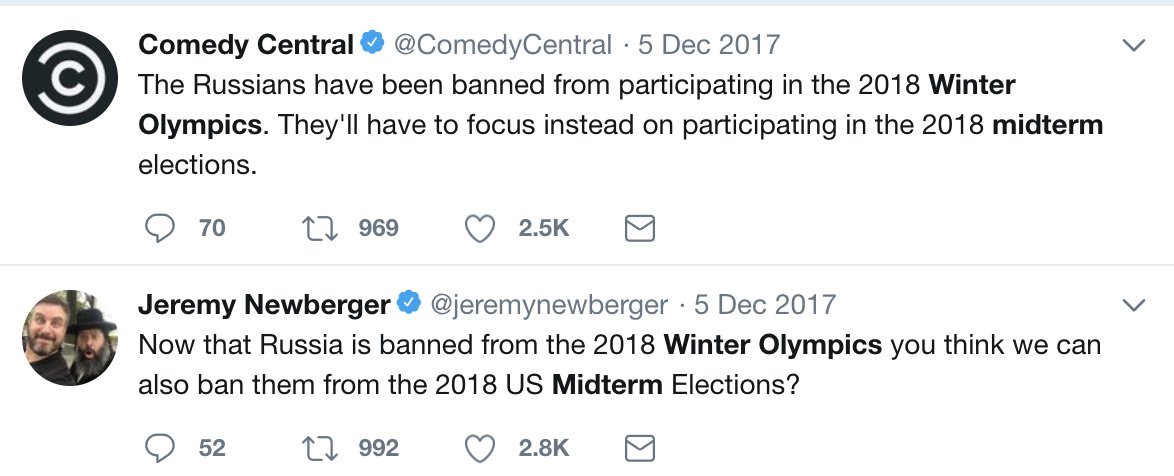 Comedy Central @ComedyCentral · 5 Dec 2017
The Russians have been banned from participating in the 2018 Winter
Olympics. They'll have to focus instead on participating in the 2018 midterm
elections.
70 969 2.5K
Jeremy Newberger @jeremynewberger · 5 Dec 2017
Now that Russia is banned from the 2018 Winter Olympics you think we can
also ban them from the 2018 US Midterm Elections?
52 992 2.8K